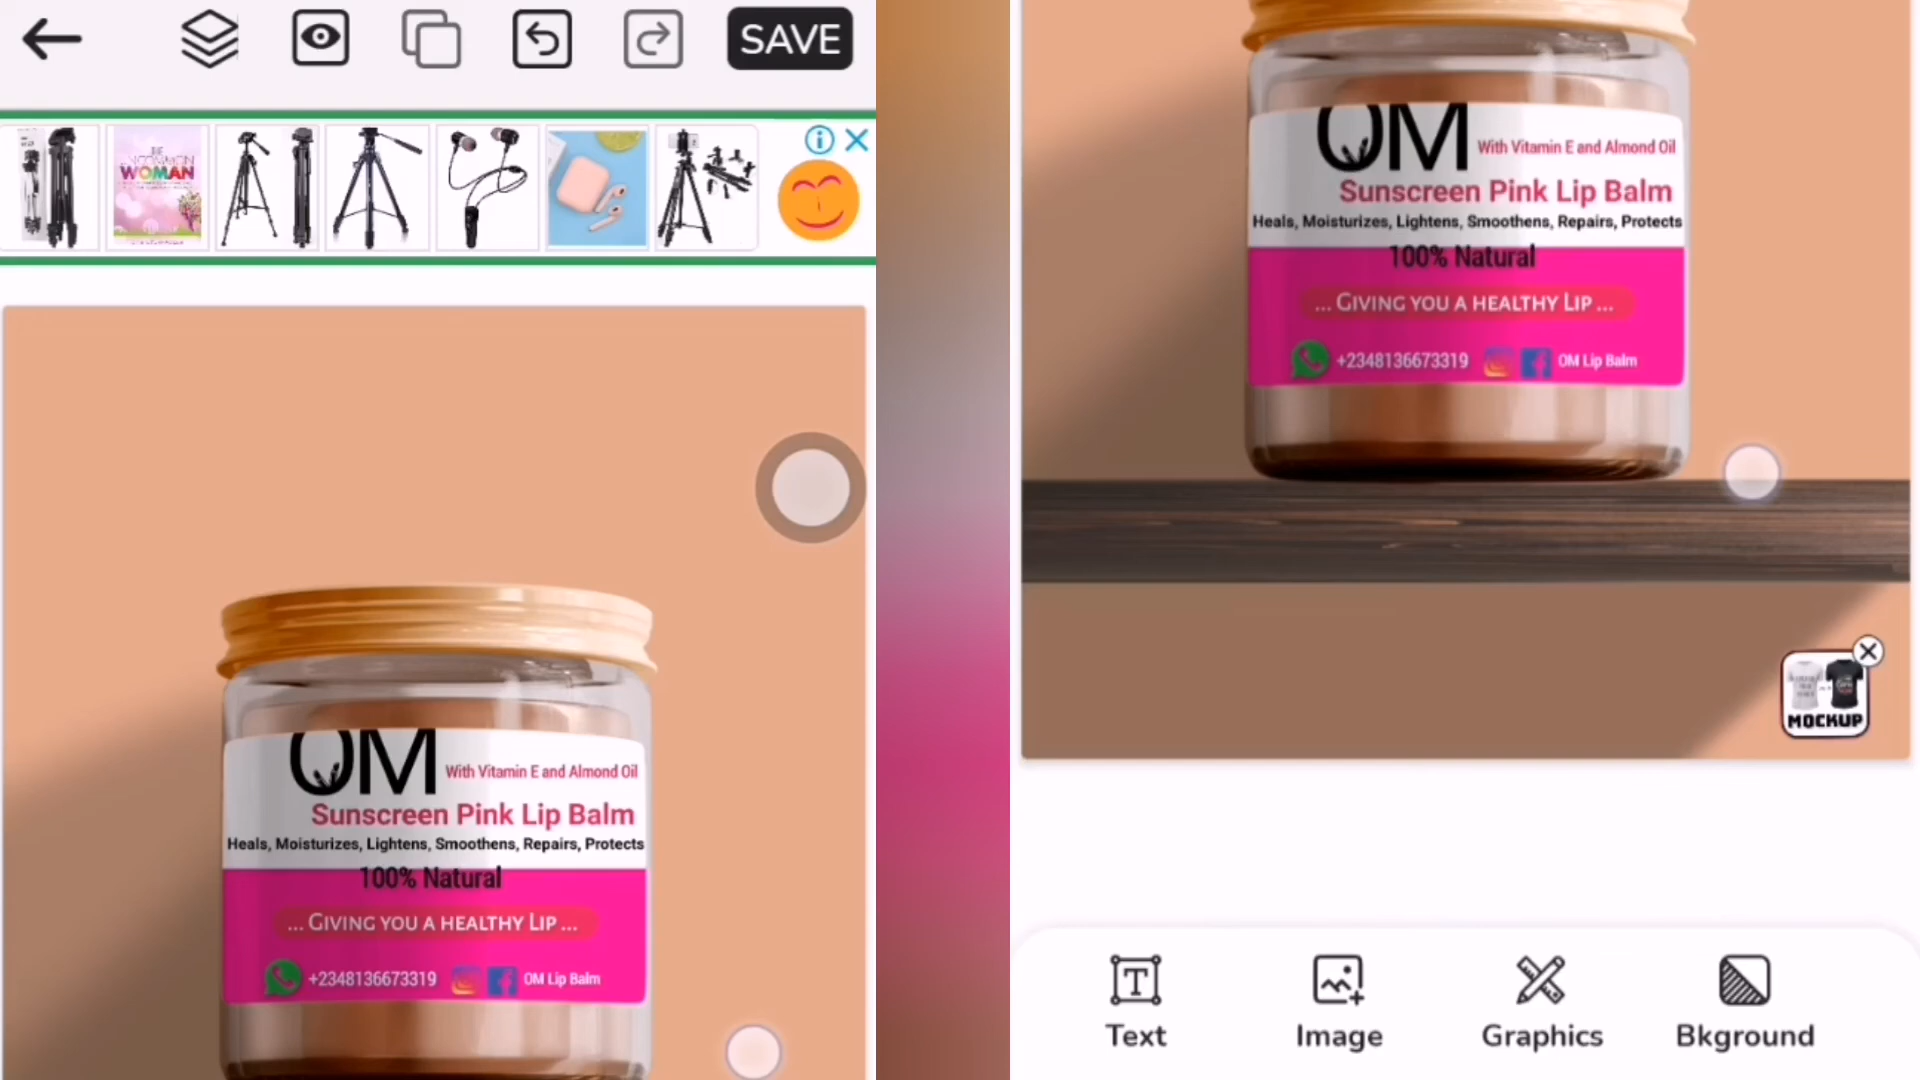 SAVE
THE
UNCOMMON
WOMAN
OM
With Vitamin E and Almond Oil
Sunscreen Pink Lip Balm
Heals, Moisturizes, Lightens, Smoothens, Repairs, Protects
100% Natural
... GIVING YOU A HEALTHY LIP ...
+2348136673319 OM Lip Balm
OM
With Vitamin E and Almond Oil
Sunscreen Pink Lip Balm
Heals, Moisturizes, Lightens, Smoothens, Repairs, Protects
100% Natural
... GIVING YOU A HEALTHY LIP ...
+2348136673319 OM Lip Balm
MOCKUP
Text Image Graphics Bkground